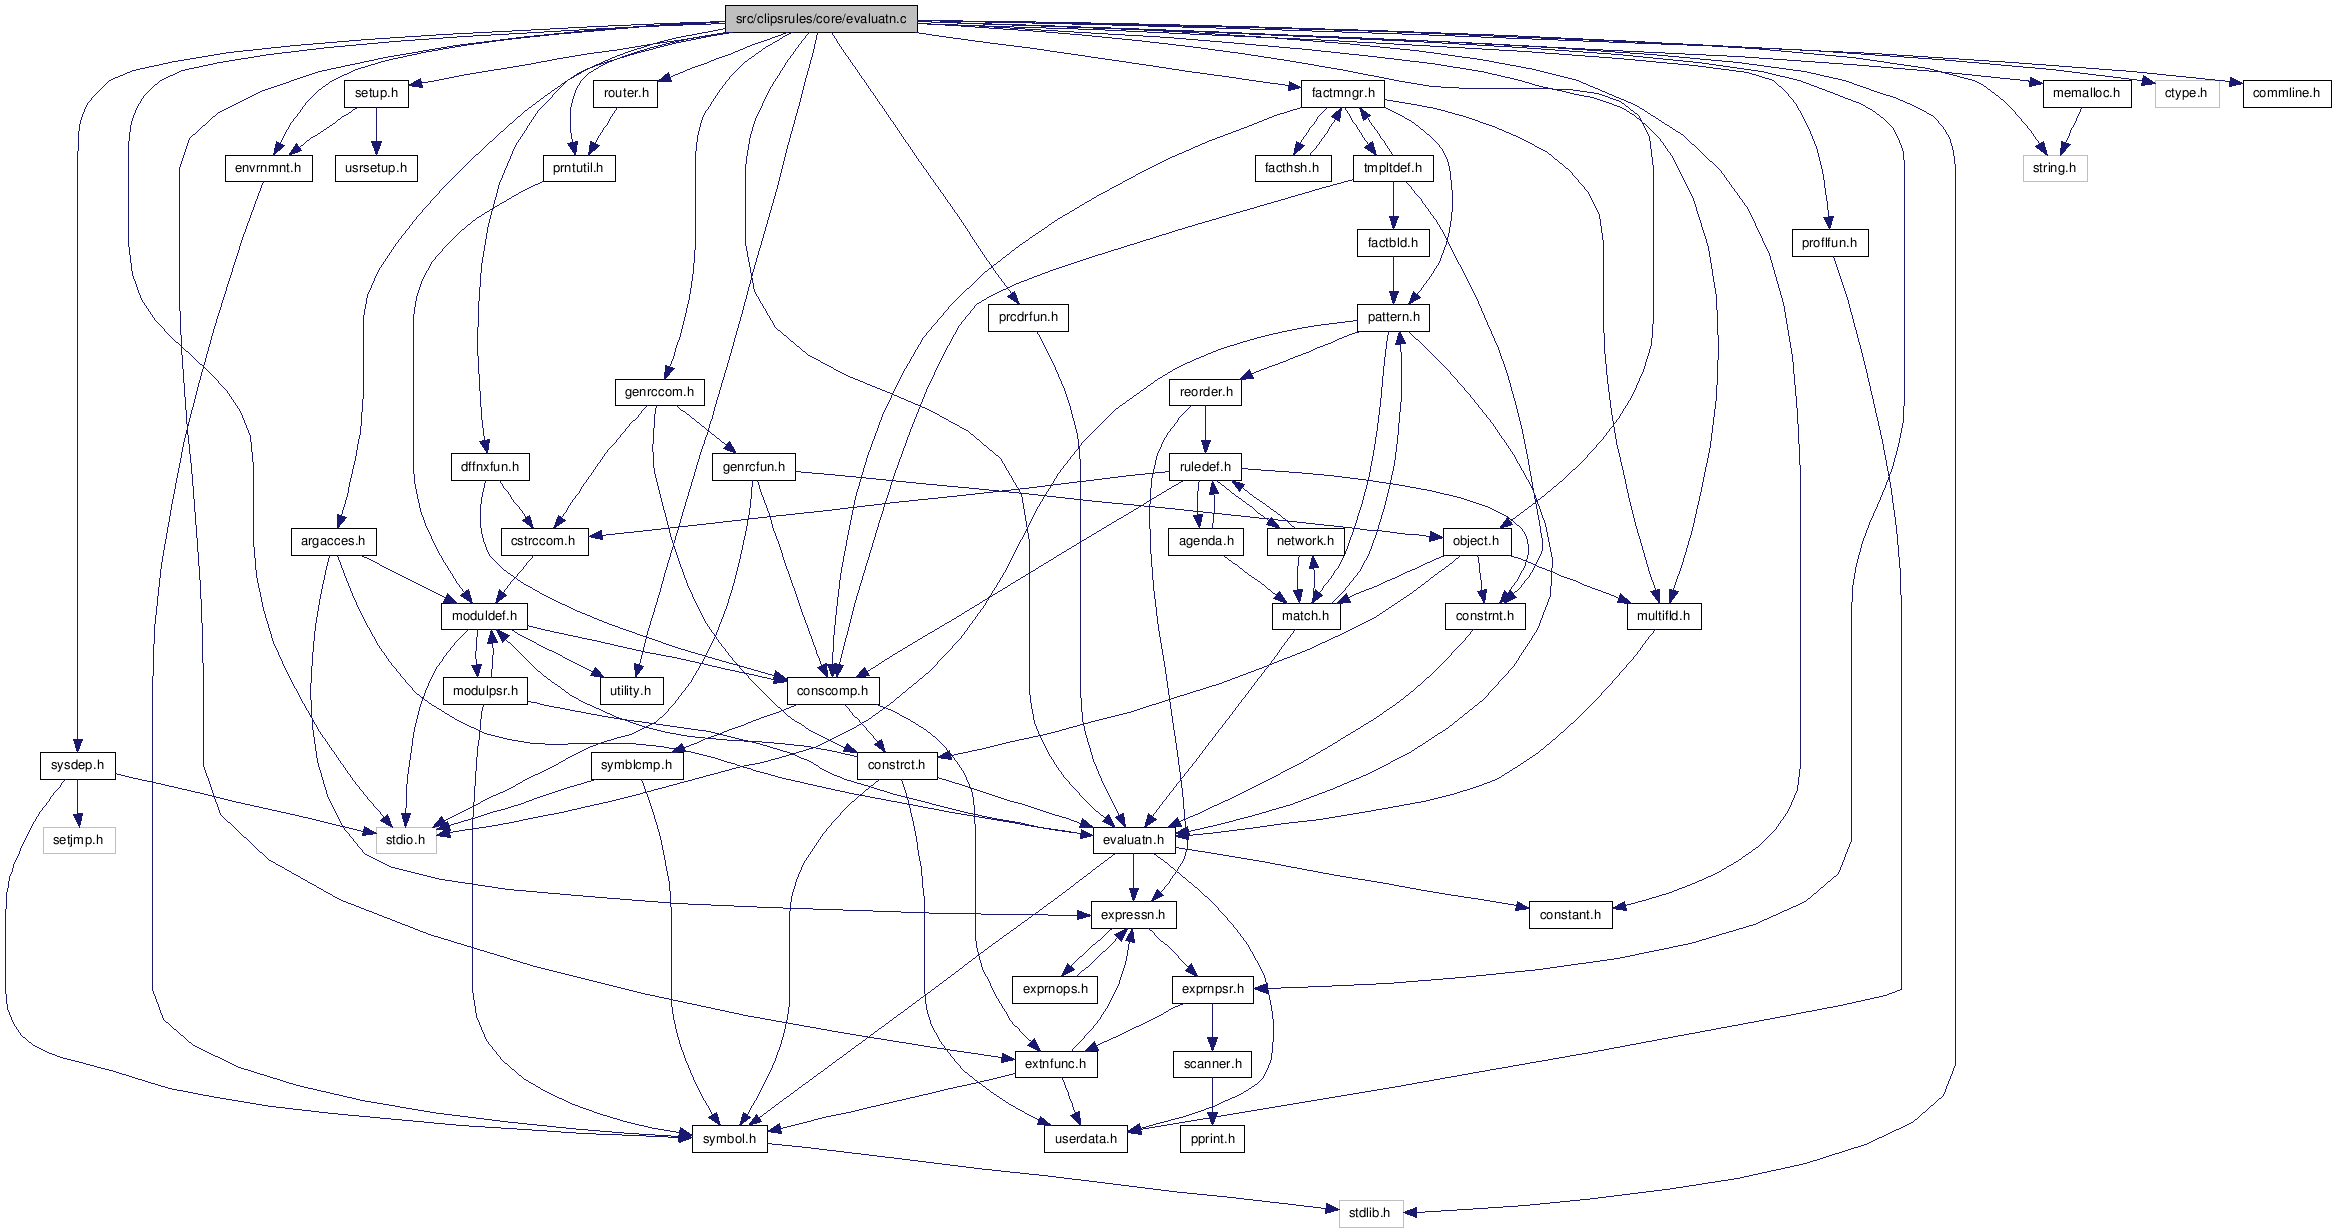 src/clipsrules/core/evaluatn.c
setup.h
router.h
factmngr.h
memalloc.h
ctype.h
commline.h
envrnmnt.h
usrsetup.h
prntutil.h
facthsh.h
tmpltdef.h
string.h
factbld.h
proflfun.h
prcdrfun.h
pattern.h
genrccom.h
reorder.h
dffnxfun.h
genrcfun.h
ruledef.h
argacces.h
cstrccom.h
agenda.h
network.h
object.h
moduldef.h
match.h
constrnt.h
multifld.h
modulpsr.h
utility.h
conscomp.h
sysdep.h
symblcmp.h
constrct.h
setjmp.h
stdio.h
evaluatn.h
expressn.h
constant.h
exprnops.h
exprnpsr.h
extnfunc.h
scanner.h
symbol.h
userdata.h
pprint.h
stdlib.h